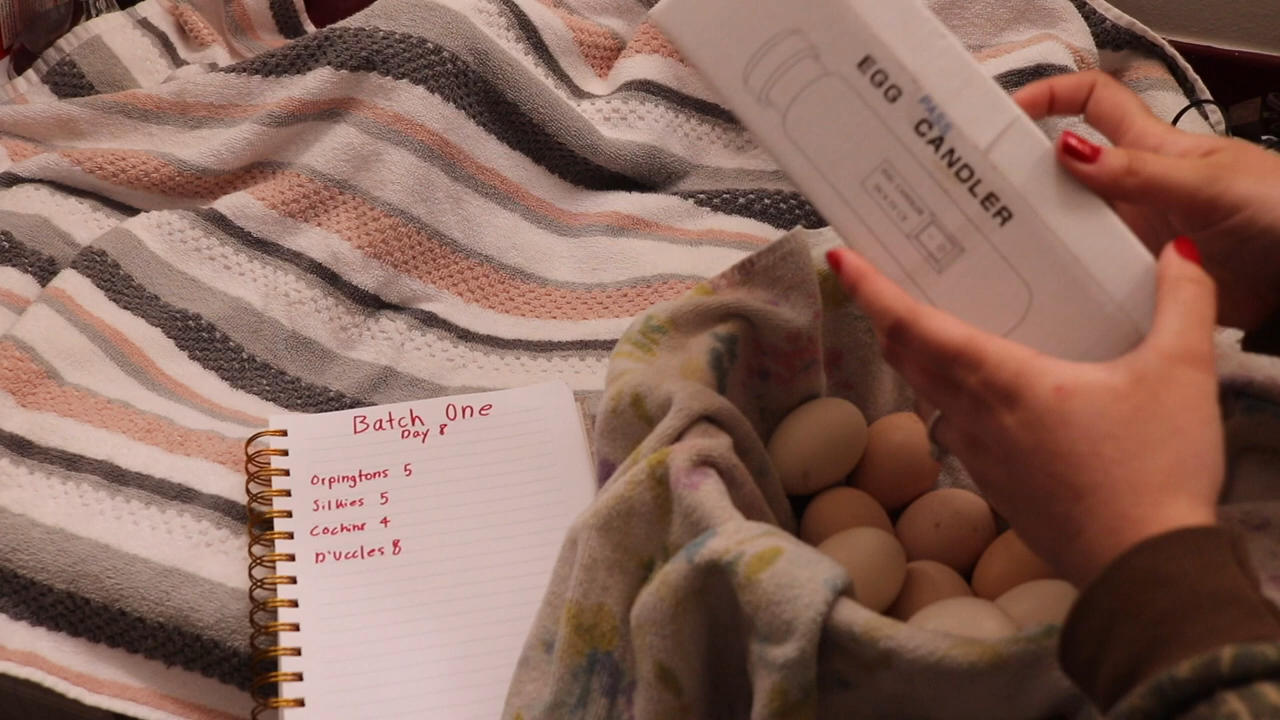 Batch One
Day 8
Orpingtons 5
Silkies 5
Cochins 4
D'Uccles 8
EGG CANDLER